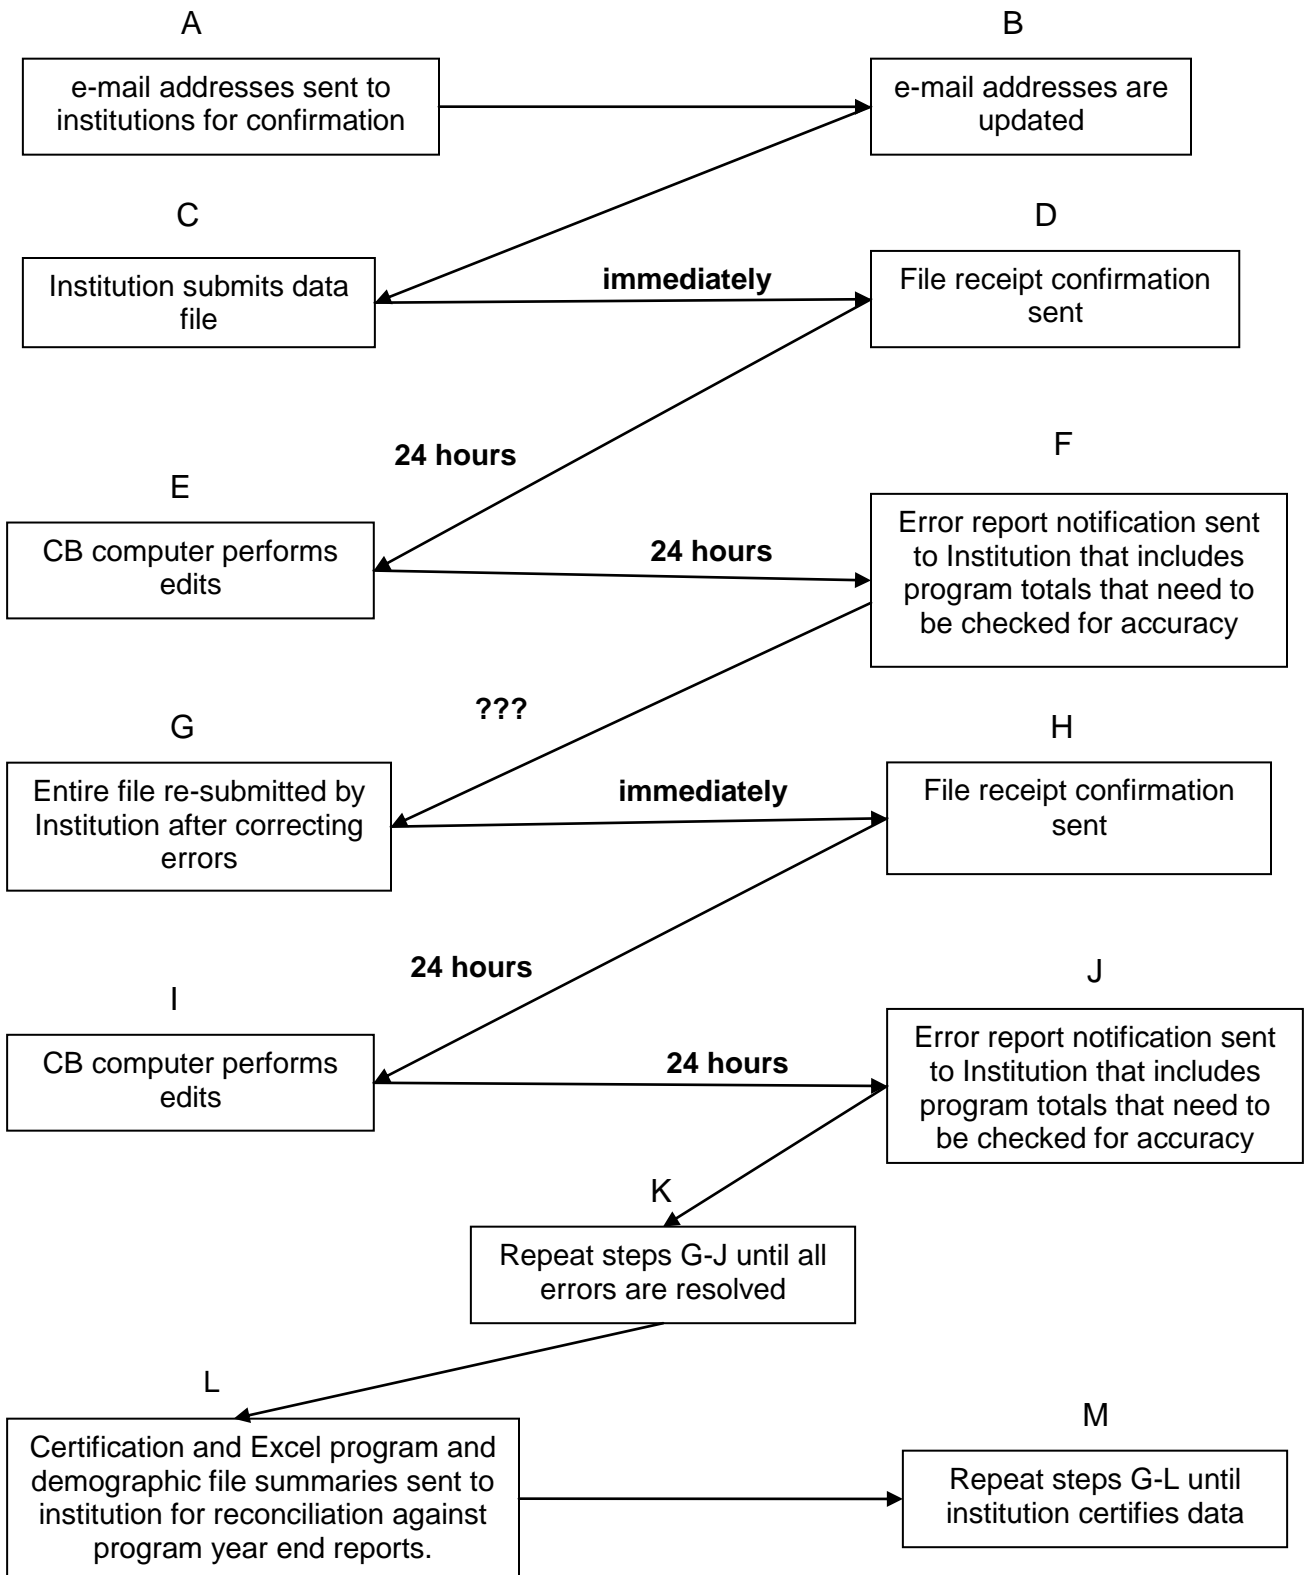 A
B
e-mail addresses sent to
institutions for confirmation
e-mail addresses are
updated
C
D
Institution submits data
file
immediately
File receipt confirmation
sent
24 hours
E
F
CB computer performs
edits
24 hours
Error report notification sent
to Institution that includes
program totals that need to
be checked for accuracy
???
G
H
Entire file re-submitted by
Institution after correcting
errors
immediately
File receipt confirmation
sent
24 hours
I
J
CB computer performs
edits
24 hours
Error report notification sent
to Institution that includes
program totals that need to
be checked for accuracy
K
Repeat steps G-J until all
errors are resolved
L
M
Certification and Excel program and
demographic file summaries sent to
institution for reconciliation against
program year end reports.
Repeat steps G-L until
institution certifies data